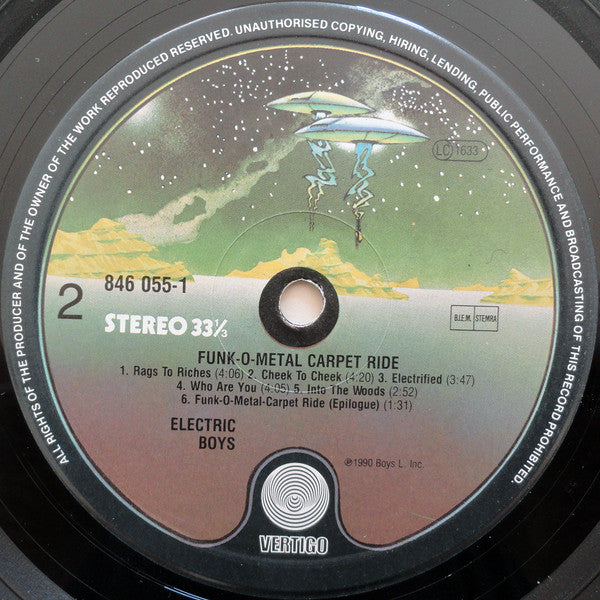 ALL RIGHTS OF THE PRODUCER AND OF THE OWNER OF THE WORK REPRODUCED RESERVED. UNAUTHORISED COPYING, HIRING, LENDING, PUBLIC PERFORMANCE AND BROADCASTING OF THIS RECORD PROHIBITED.
LC 1633
2
846 055-1
STEREO 33⅓
B.I.E.M. STEMRA
FUNK-O-METAL CARPET RIDE
1. Rags To Riches (4:06) 2. Cheek To Cheek (4:20) 3. Electrified (3:47)
4. Who Are You (4:05) 5. Into The Woods (2:52)
6. Funk-O-Metal-Carpet Ride (Epilogue) (1:31)
ELECTRIC
BOYS
℗1990 Boys L. Inc.
VERTIGO